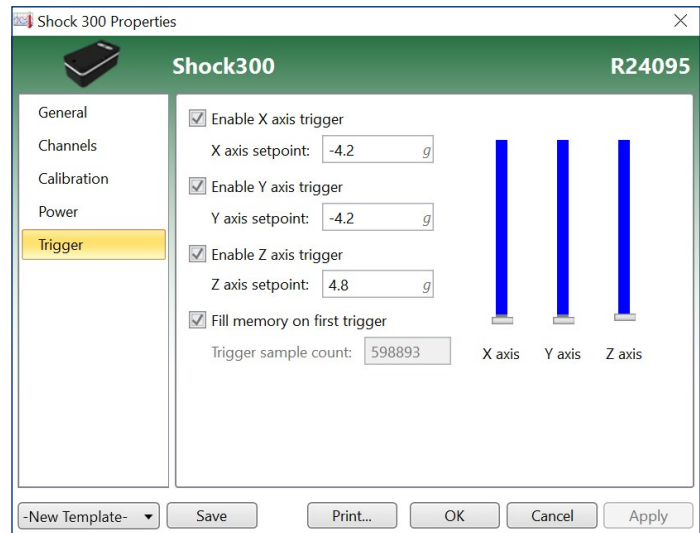 Shock 300 Properties
Shock300 R24095
General
Channels
Calibration
Power
Trigger
Enable X axis trigger
X axis setpoint: -4.2 g
Enable Y axis trigger
Y axis setpoint: -4.2 g
Enable Z axis trigger
Z axis setpoint: 4.8 g
Fill memory on first trigger
Trigger sample count: 598893
X axis Y axis Z axis
-New Template- Save Print... OK Cancel Apply